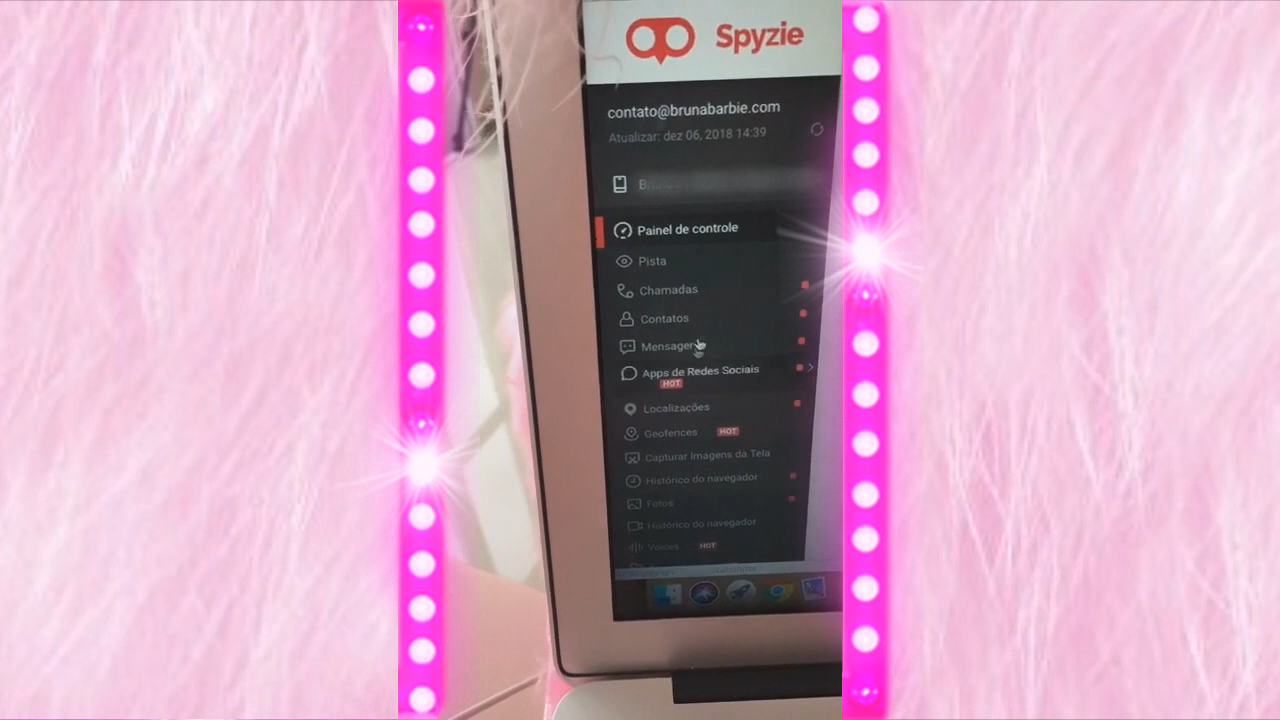 Spyzie
contato@brunabarbie.com
Atualizar: dez 06, 2018 14:39
Painel de controle
Pista
Chamadas
Contatos
Mensagen
Apps de Redes Sociais
HOT
Localizações
Geofences HOT
Capturar Imagens da Tela
Histórico do navegador
Fotos
Histórico do navegador
Voices HOT